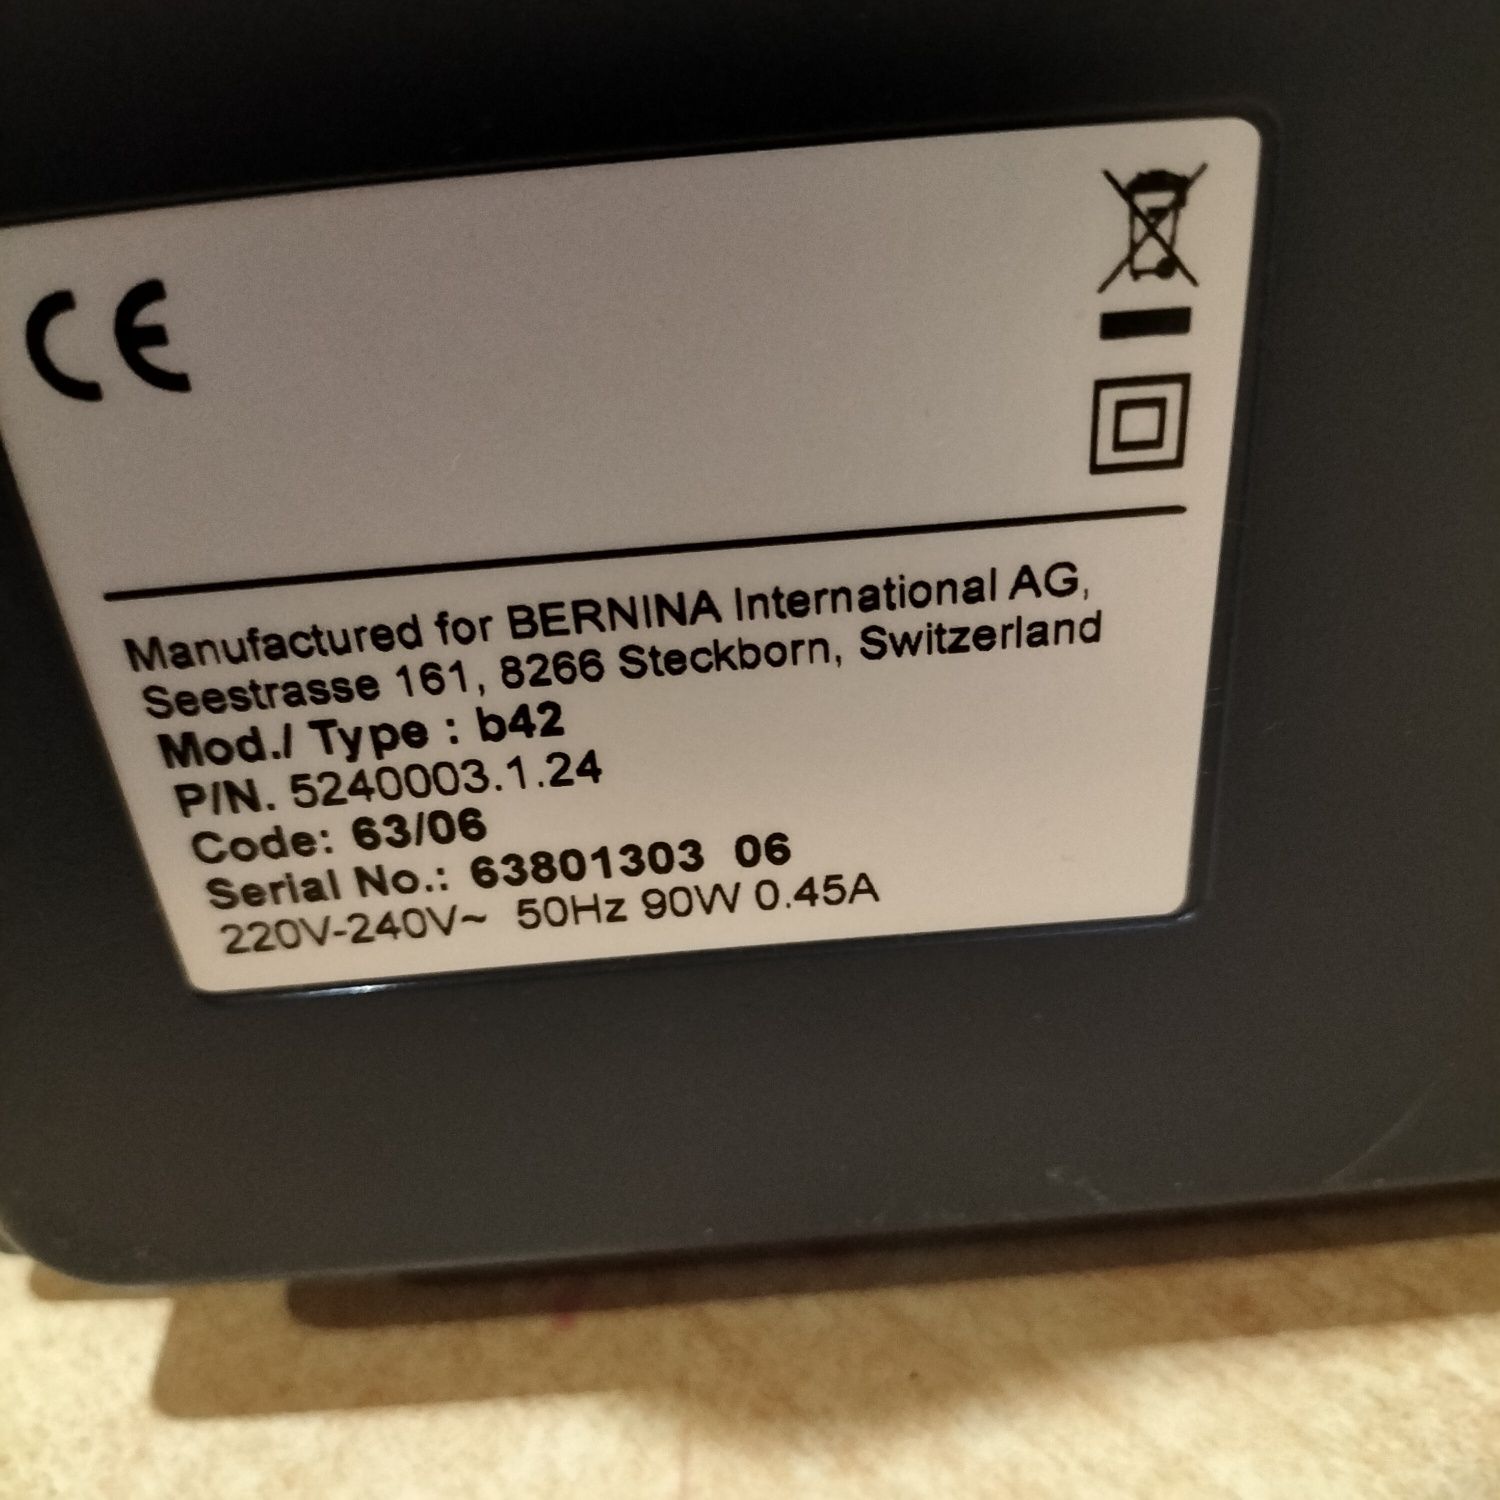 CE
Manufactured for BERNINA International AG,
Seestrasse 161, 8266 Steckborn, Switzerland
Mod./ Type : b42
P/N. 5240003.1.24
Code: 63/06
Serial No.: 63801303 06
220V-240V~ 50Hz 90W 0.45A